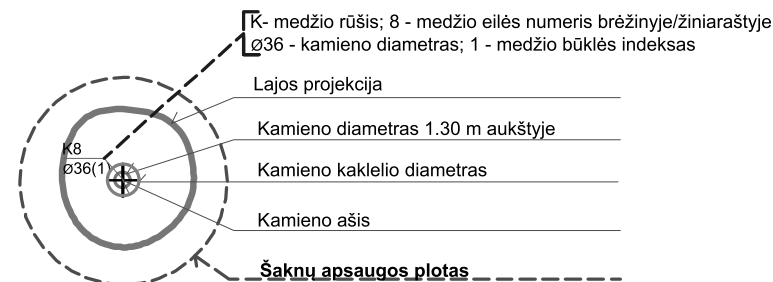 K- medžio rūšis; 8 - medžio eilės numeris brėžinyje/žiniaraštyje
ø36 - kamieno diametras; 1 - medžio būklės indeksas
Lajos projekcija
Kamieno diametras 1.30 m aukštyje
K8
ø36(1)
Kamieno kaklelio diametras
Kamieno ašis
Šaknų apsaugos plotas